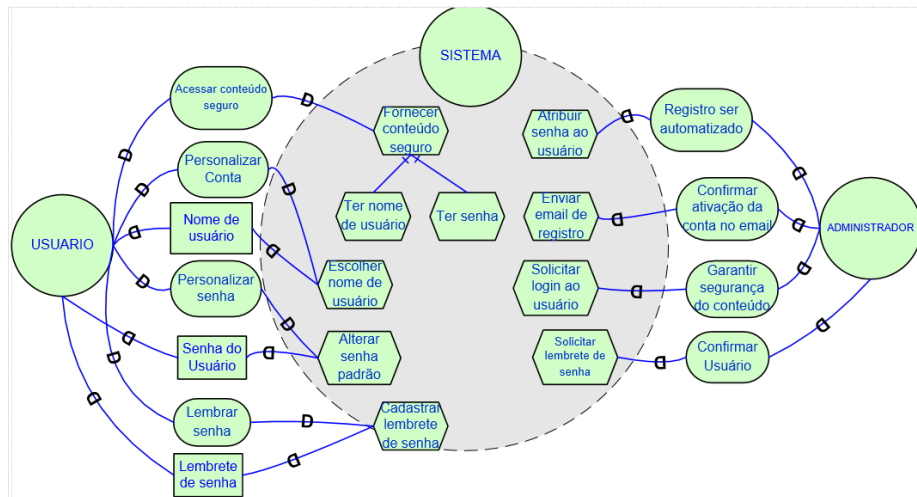 SISTEMA
Acessar conteúdo
seguro
D
D
Fornecer
conteúdo
seguro
Atribuir
senha ao
usuário
D
Registro ser
automatizado
D
Personalizar
Conta
D
D
Ter nome
de usuário
Ter senha
Enviar
email de
registro
D
Confirmar
ativação da
conta no email
D
USUARIO
D
Nome de
usuário
D
ADMINISTRADOR
Personalizar
senha
D
D
Escolher
nome de
usuário
Solicitar
login ao
usuário
D
Garantir
segurança
do conteúdo
D
D
Senha do
Usuário
D
Alterar
senha
padrão
Solicitar
lembrete de
senha
D
Confirmar
Usuário
D
D
Lembrar
senha
D
Cadastrar
lembrete
de senha
D
Lembrete
de senha
D